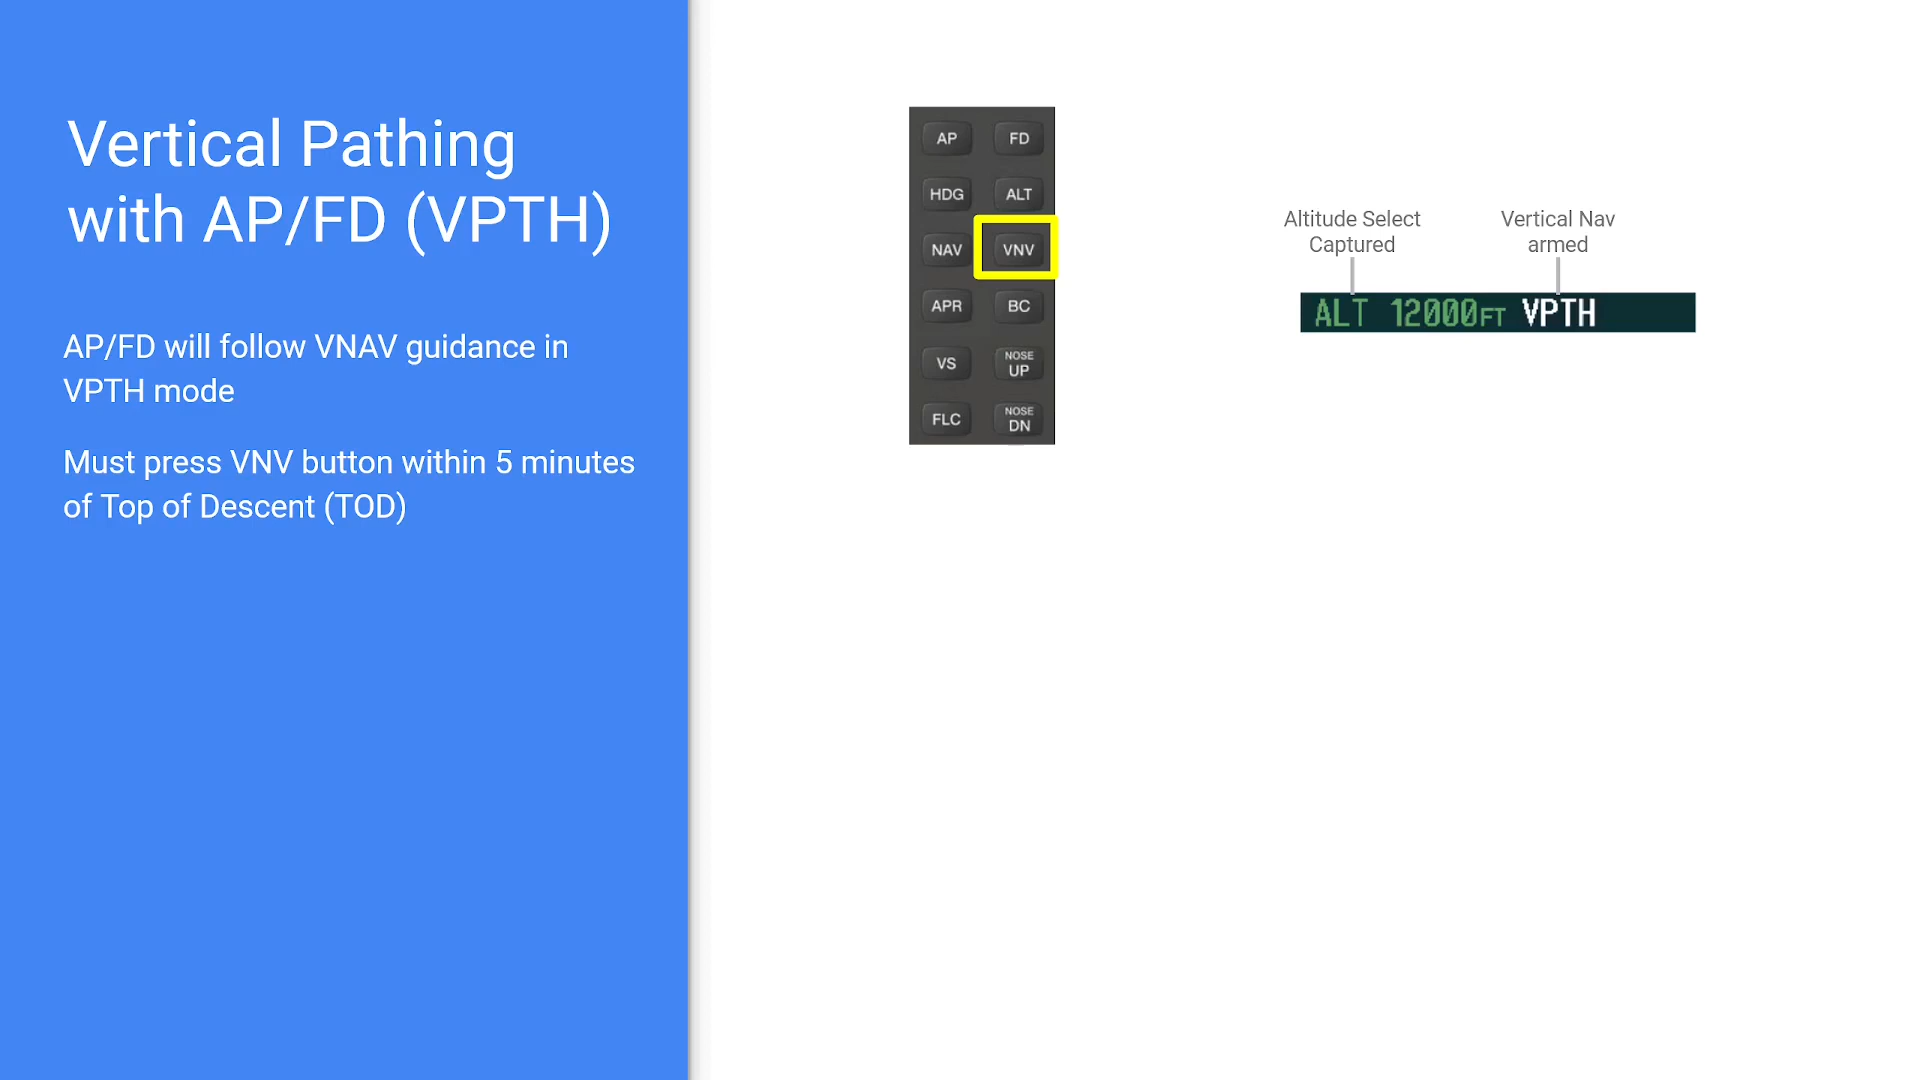 Vertical Pathing
with AP/FD (VPTH)
AP/FD will follow VNAV guidance in
VPTH mode
Must press VNV button within 5 minutes
of Top of Descent (TOD)
AP FD
HDG ALT
NAV VNV
APR BC
VS NOSE UP
FLC NOSE DN
Altitude Select
Captured
Vertical Nav
armed
ALT 12000FT VPTH